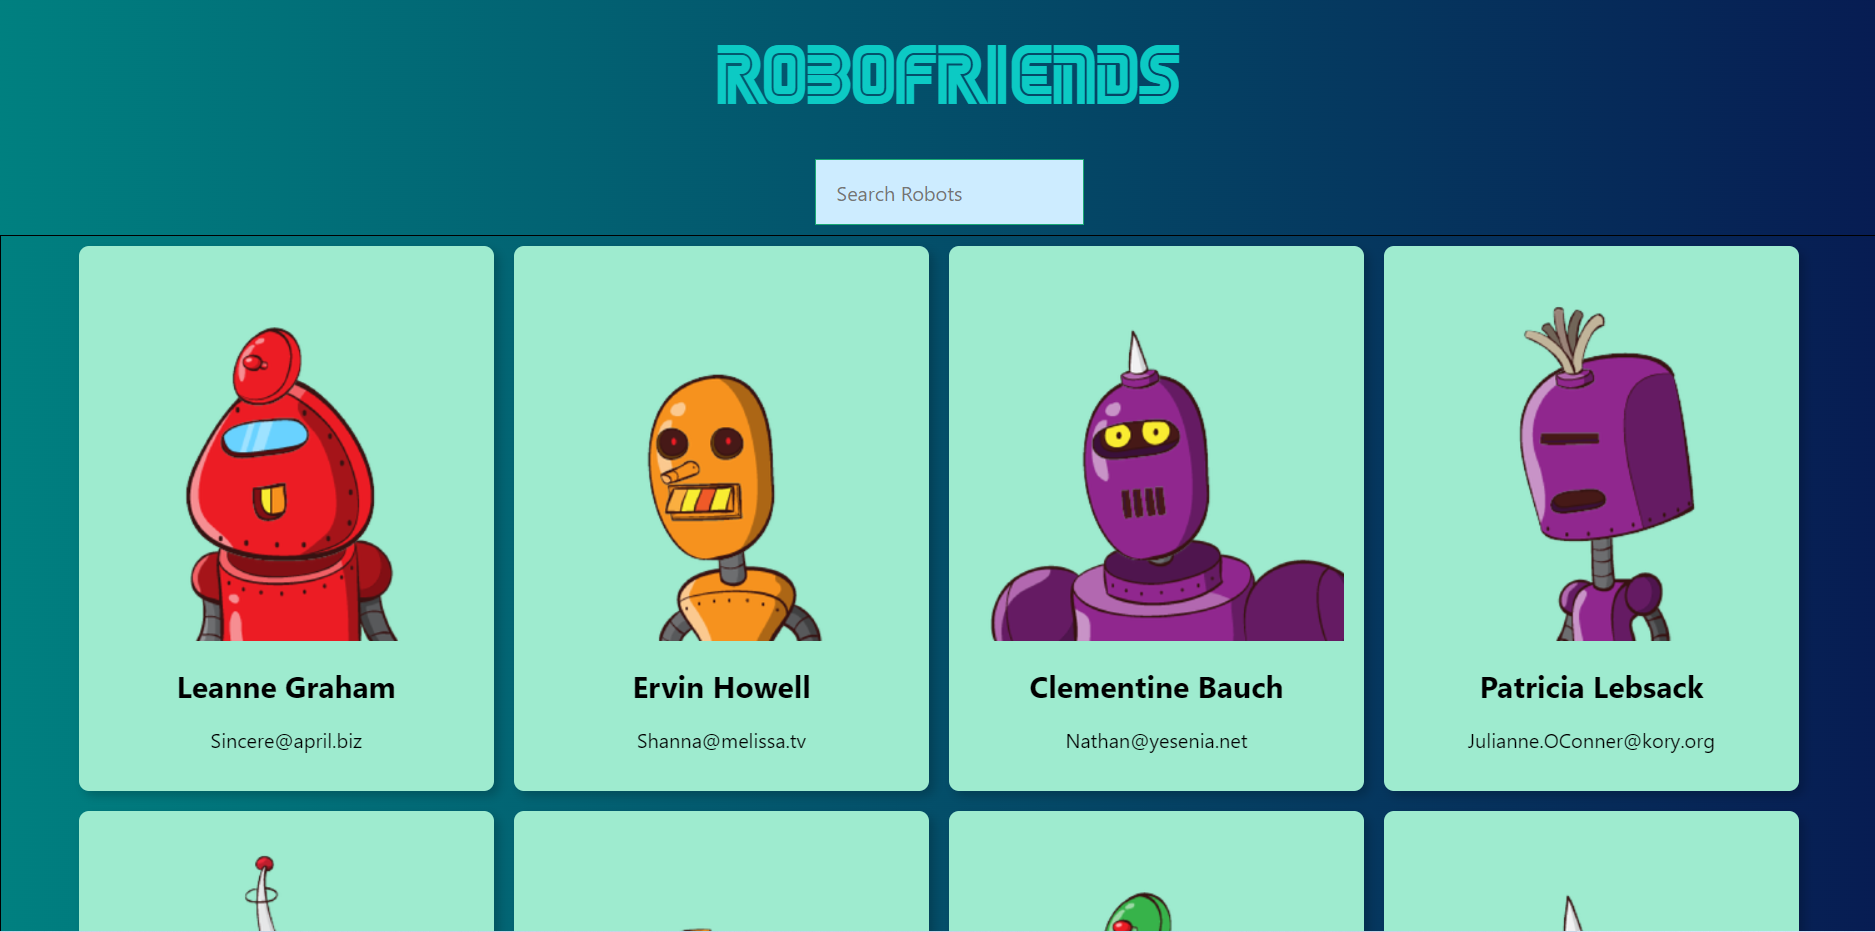 ROBOFRIENDS
Search Robots
Leanne Graham
Ervin Howell
Clementine Bauch
Patricia Lebsack
Sincere@april.biz
Shanna@melissa.tv
Nathan@yesenia.net
Julianne.OConner@kory.org